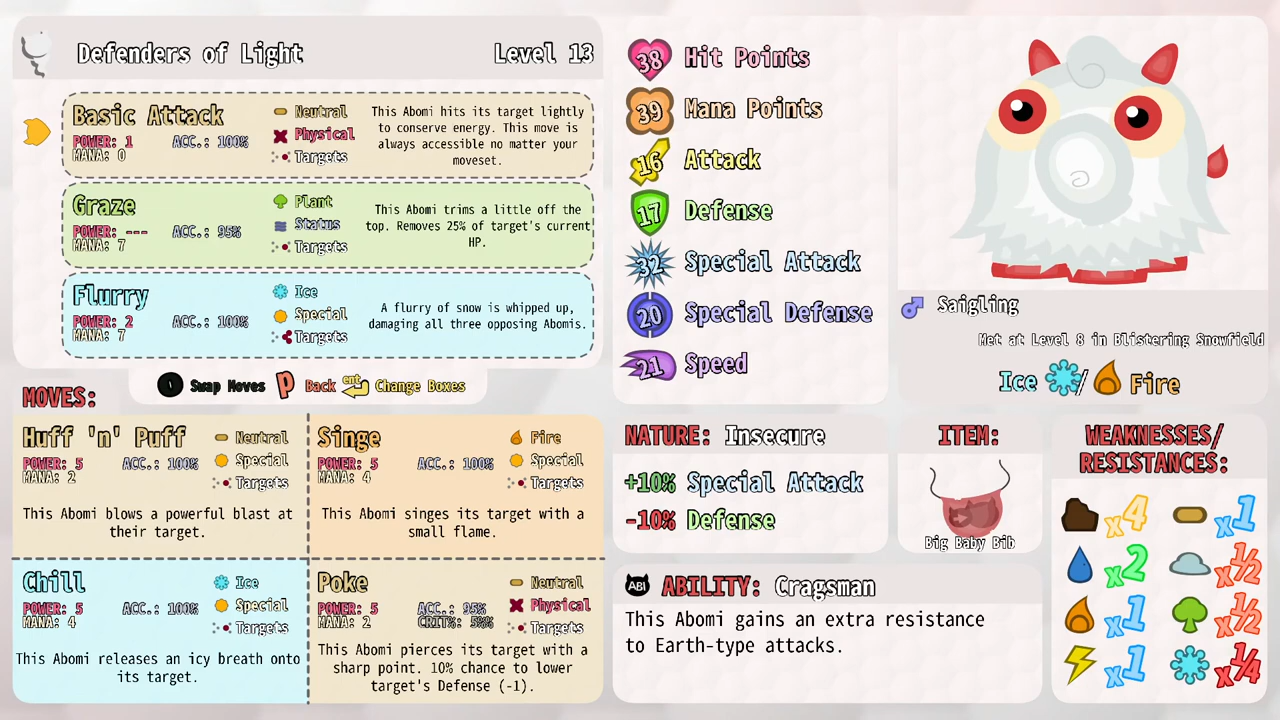 Defenders of Light
Level 13
Basic Attack
POWER: 1
ACC.: 100%
MANA: 0
Neutral
Physical
Targets
This Abomi hits its target lightly
to conserve energy. This move is
always accessible no matter your
moveset.
Graze
POWER: ---
ACC.: 95%
MANA: 7
Plant
Status
Targets
This Abomi trims a little off the
top. Removes 25% of target's current
HP.
Flurry
POWER: 2
ACC.: 100%
MANA: 7
Ice
Special
Targets
A flurry of snow is whipped up,
damaging all three opposing Abomis.
Swap Moves
P Back
ent Change Boxes
MOVES:
Huff 'n' Puff
POWER: 5
ACC.: 100%
MANA: 2
Neutral
Special
Targets
This Abomi blows a powerful blast at
their target.
Singe
POWER: 5
ACC.: 100%
MANA: 4
Fire
Special
Targets
This Abomi singes its target with a
small flame.
Chill
POWER: 5
ACC.: 100%
MANA: 4
Ice
Special
Targets
This Abomi releases an icy breath onto
its target.
Poke
POWER: 5
ACC.: 95%
MANA: 2
CRIT%: 5%
Neutral
Physical
Targets
This Abomi pierces its target with a
sharp point. 10% chance to lower
target's Defense (-1).
38 Hit Points
39 Mana Points
16 Attack
17 Defense
32 Special Attack
20 Special Defense
21 Speed
Saigling
Met at Level 8 in Blistering Snowfield
Ice / Fire
NATURE: Insecure
+10% Special Attack
-10% Defense
ITEM:
Big Baby Bib
ABI ABILITY: Cragsman
This Abomi gains an extra resistance
to Earth-type attacks.
WEAKNESSES/
RESISTANCES:
x4 x1
x2 x½
x1 x½
x1 x¼